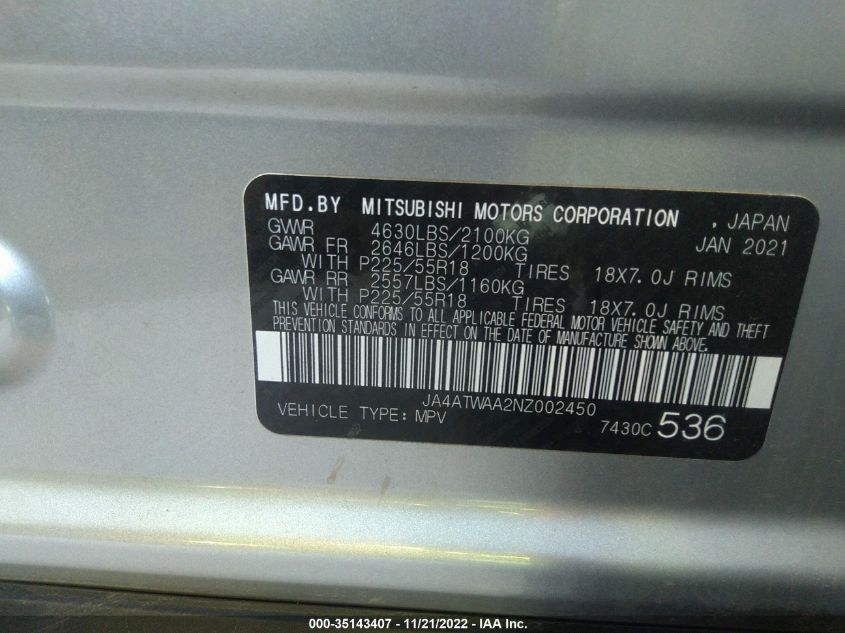 MFD.BY MITSUBISHI MOTORS CORPORATION , JAPAN
GVWR 4630LBS/2100KG JAN 2021
GAWR FR 2646LBS/1200KG
WITH P225/55R18 TIRES 18X7.0J RIMS
GAWR RR 2557LBS/1160KG
WITH P225/55R18 TIRES 18X7.0J RIMS
THIS VEHICLE CONFORMS TO ALL APPLICABLE FEDERAL MOTOR VEHICLE SAFETY AND THEFT
PREVENTION STANDARDS IN EFFECT ON THE DATE OF MANUFACTURE SHOWN ABOVE.
JA4ATWAA2NZ002450
VEHICLE TYPE: MPV 7430C 536
000-35143407 - 11/21/2022 - IAA Inc.